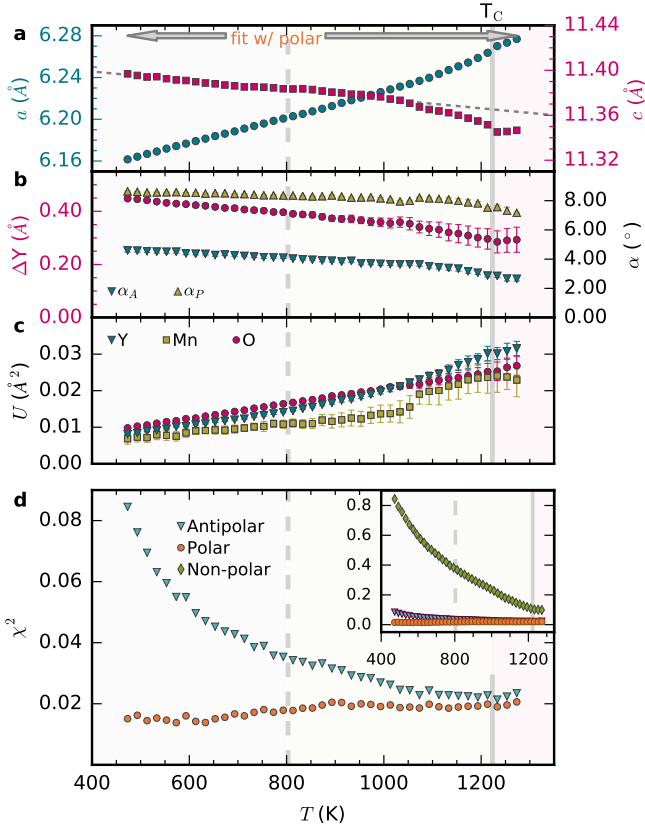 T_C
a
fit w/ polar
6.28
6.24
6.20
6.16
a (Å)
11.44
11.40
11.36
11.32
c (Å)
b
0.40
0.20
0.00
ΔY (Å)
8.00
6.00
4.00
2.00
0.00
α (°)
α_A
α_P
c
Y
Mn
O
0.03
0.02
0.01
0.00
U (Å²)
d
0.08
0.06
0.04
0.02
χ²
Antipolar
Polar
Non-polar
0.8
0.6
0.4
0.2
0.0
400 800 1200
400 600 800 1000 1200
T (K)